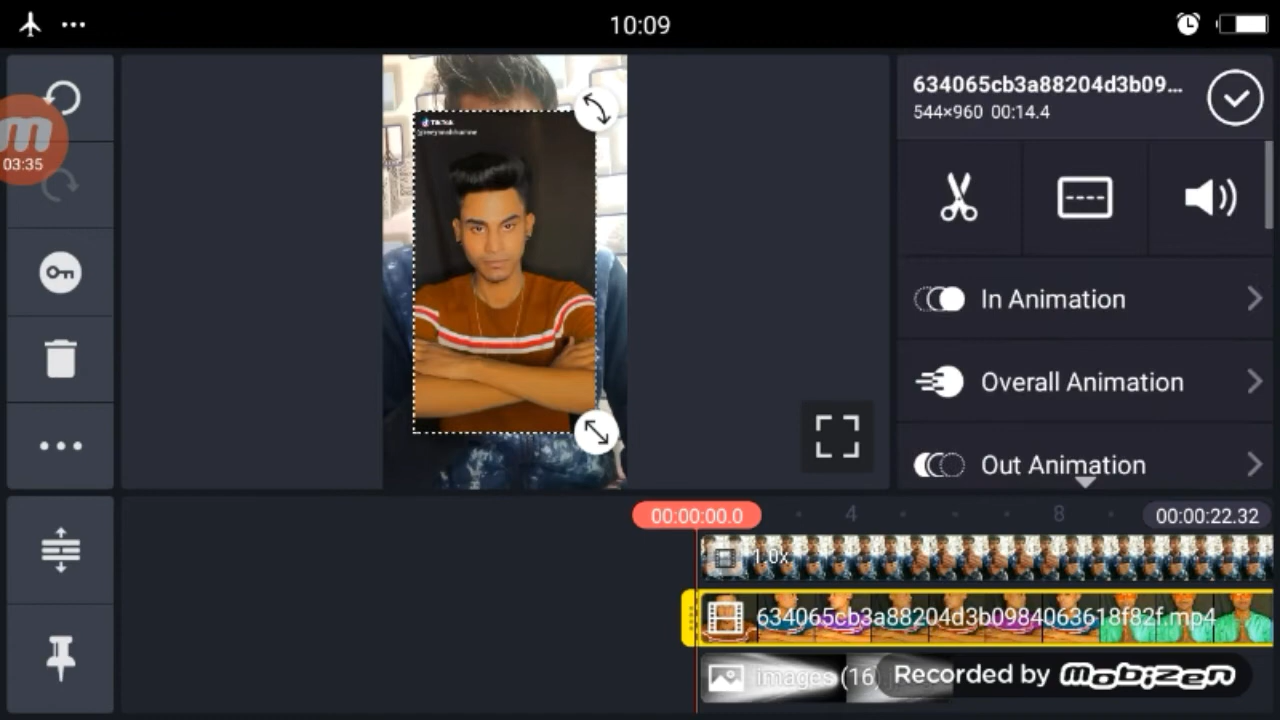 10:09
03:35
TikTok
634065cb3a88204d3b09...
544×960 00:14.4
In Animation
Overall Animation
Out Animation
00:00:00.0
4
8
00:00:22.32
1.0x
634065cb3a88204d3b0984063618f82f.mp4
images (16)
Recorded by mobizen